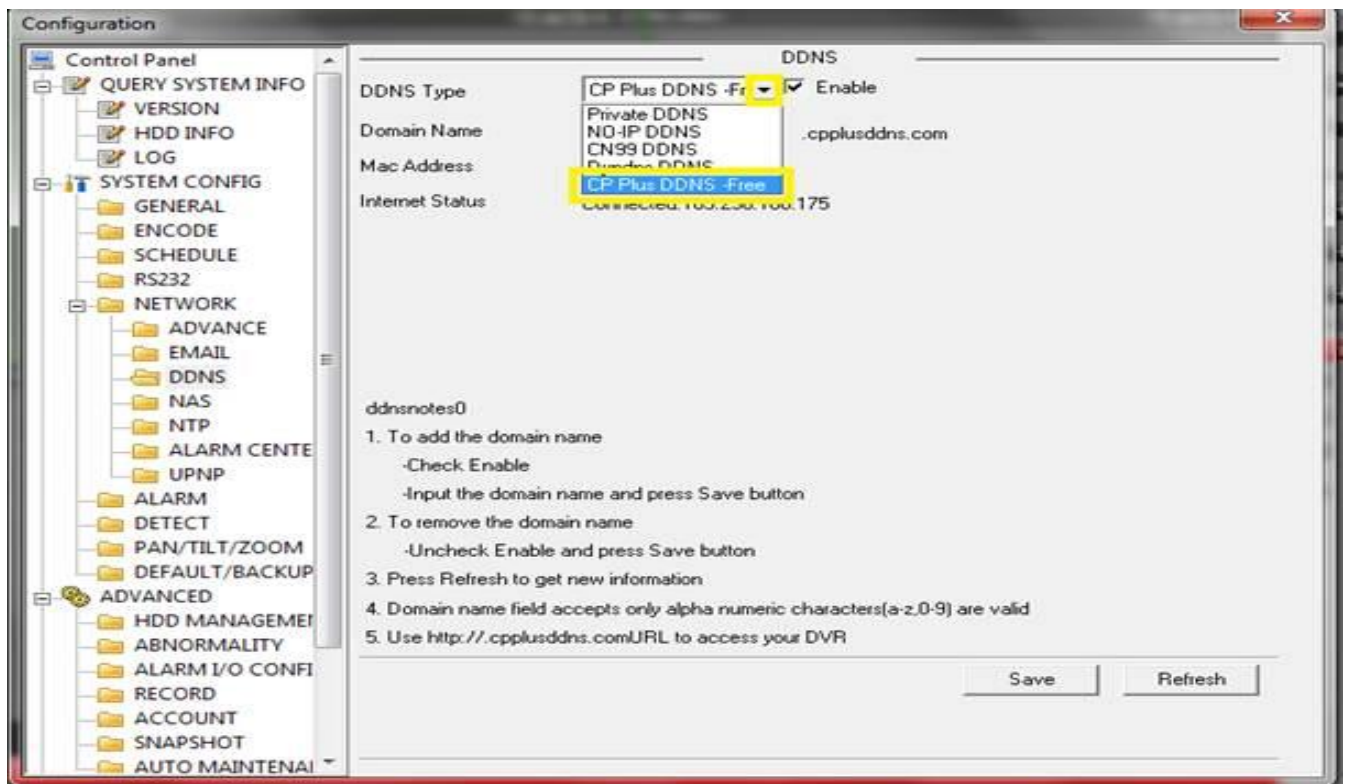 Configuration
Control Panel
QUERY SYSTEM INFO
VERSION
HDD INFO
LOG
SYSTEM CONFIG
GENERAL
ENCODE
SCHEDULE
RS232
NETWORK
ADVANCE
EMAIL
DDNS
NAS
NTP
ALARM CENTE
UPNP
ALARM
DETECT
PAN/TILT/ZOOM
DEFAULT/BACKUP
ADVANCED
HDD MANAGEMEN
ABNORMALITY
ALARM I/O CONFI
RECORD
ACCOUNT
SNAPSHOT
AUTO MAINTENAI
DDNS
DDNS Type CP Plus DDNS -Fr Enable
Private DDNS
NO-IP DDNS
CN99 DDNS
DDNS
CP Plus DDNS -Free
Domain Name .cpplusddns.com
Mac Address
Internet Status 175
ddnsnotes0
1. To add the domain name
-Check Enable
-Input the domain name and press Save button
2. To remove the domain name
-Uncheck Enable and press Save button
3. Press Refresh to get new information
4. Domain name field accepts only alpha numeric characters(a-z,0-9) are valid
5. Use http://.cpplusddns.comURL to access your DVR
Save Refresh